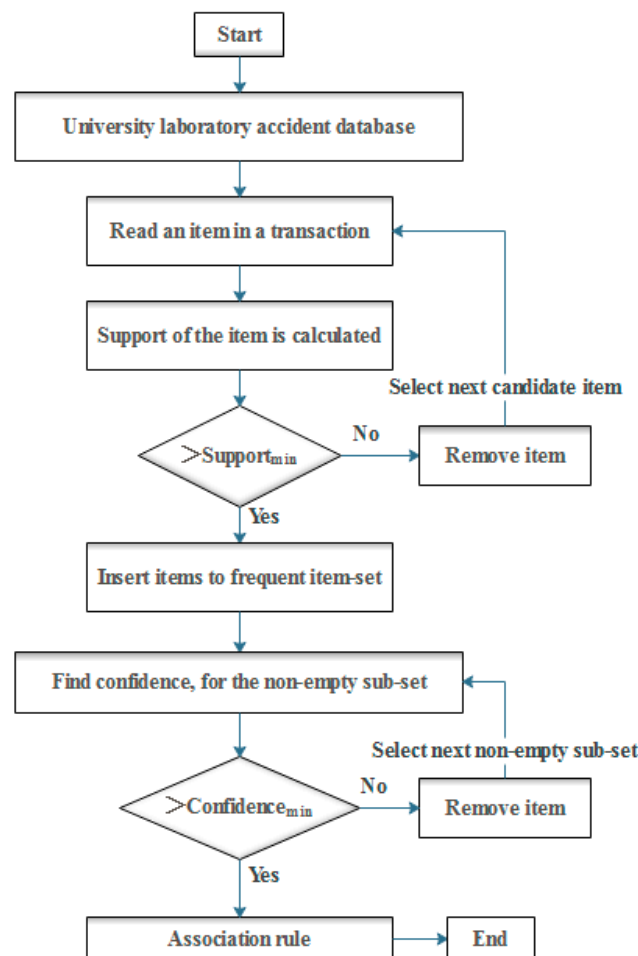 Start
University laboratory accident database
Read an item in a transaction
Support of the item is calculated
Select next candidate item
>Supportmin
No
Remove item
Yes
Insert items to frequent item-set
Find confidence, for the non-empty sub-set
Select next non-empty sub-set
>Confidencemin
No
Remove item
Yes
Association rule
End